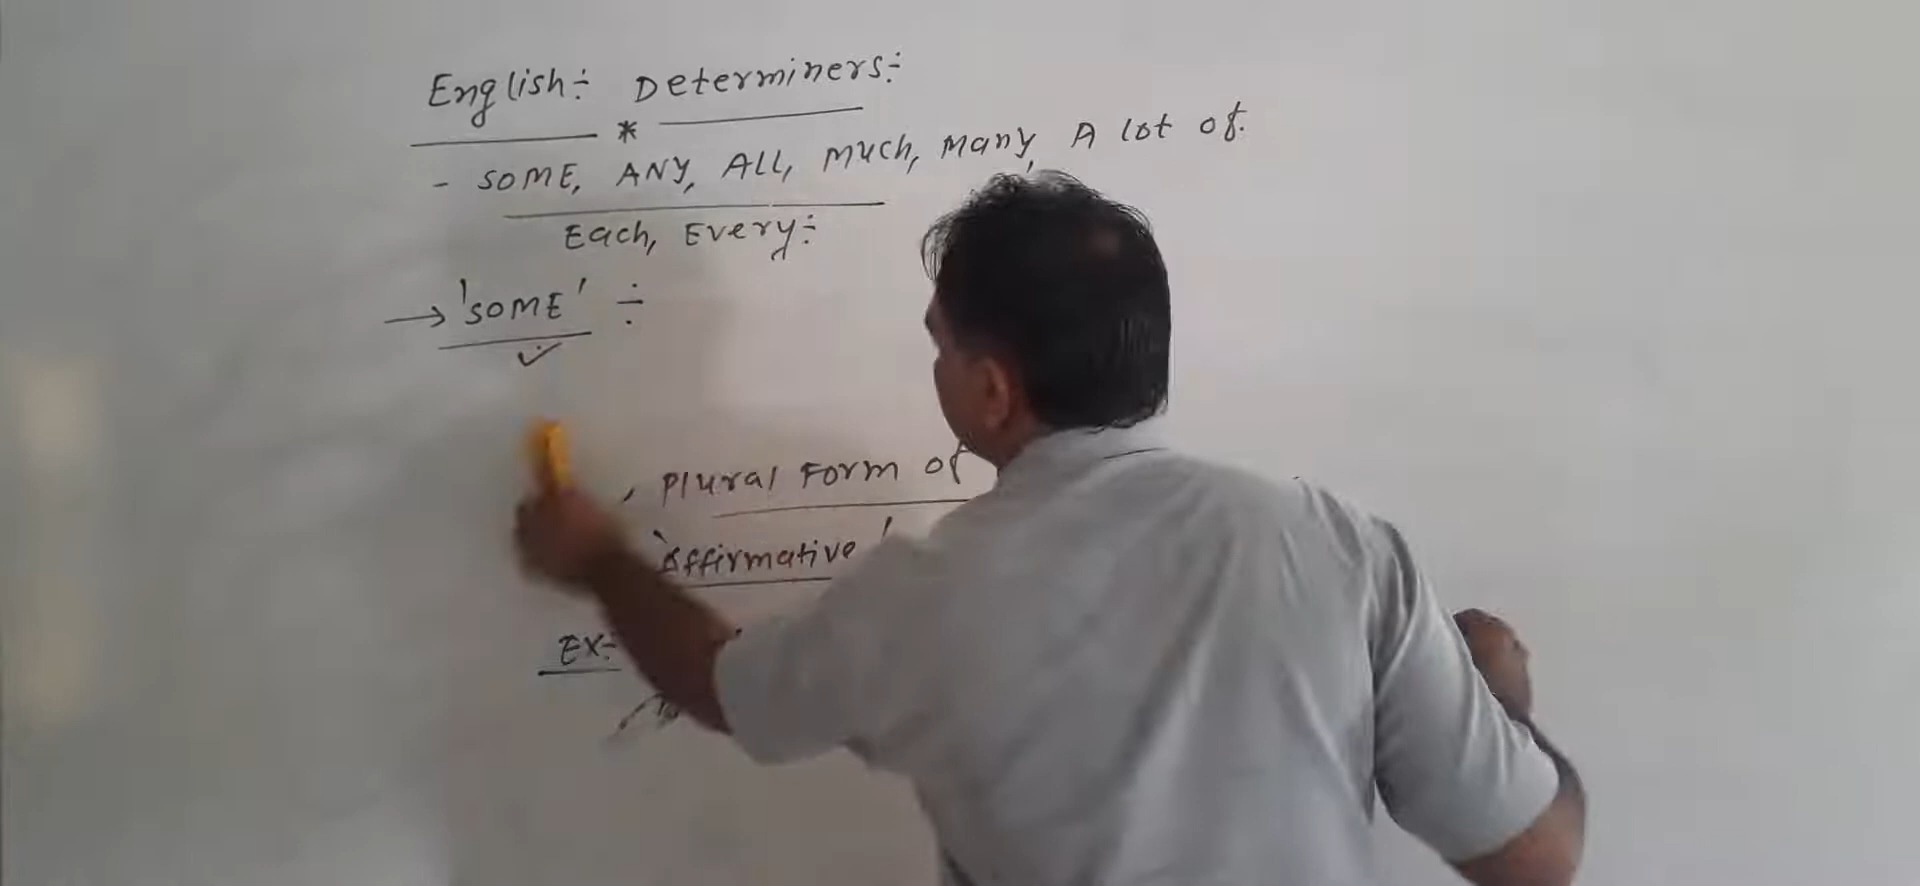 English÷ Determiners÷
*
- SOME, ANY, ALL, Much, Many, A lot of.
Each, Every÷
→ 'SOME' ÷
, Plural Form of
'affirmative'
Ex÷